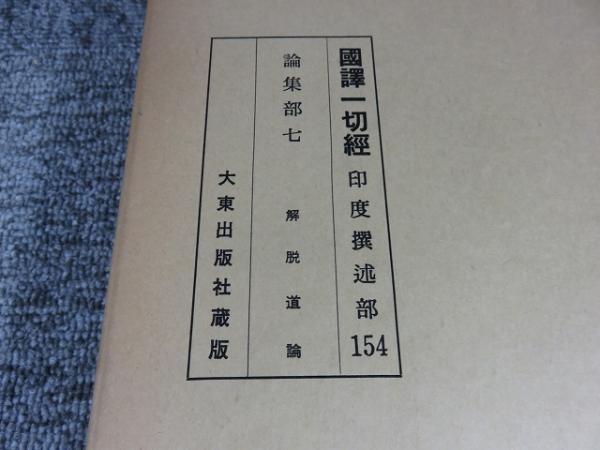 國譯一切經 印度撰述部 154
論集部七 解脱道論
大東出版社蔵版